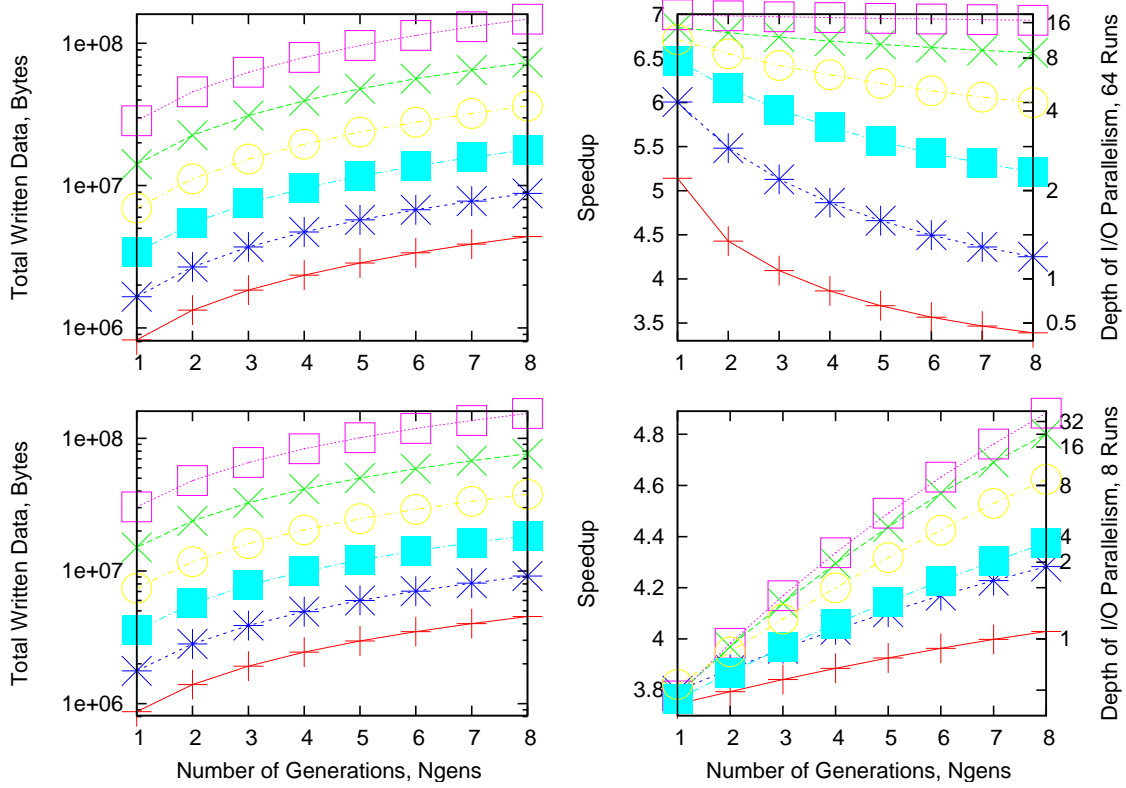 Total Written Data, Bytes
1e+08
1e+07
1e+06
1 2 3 4 5 6 7 8
Speedup
7
6.5
6
5.5
5
4.5
4
3.5
1 2 3 4 5 6 7 8
16
8
4
2
1
0.5
Depth of I/O Parallelism, 64 Runs
Total Written Data, Bytes
1e+08
1e+07
1e+06
1 2 3 4 5 6 7 8
Number of Generations, Ngens
Speedup
4.8
4.6
4.4
4.2
4
3.8
1 2 3 4 5 6 7 8
Number of Generations, Ngens
32
16
8
4
2
1
Depth of I/O Parallelism, 8 Runs